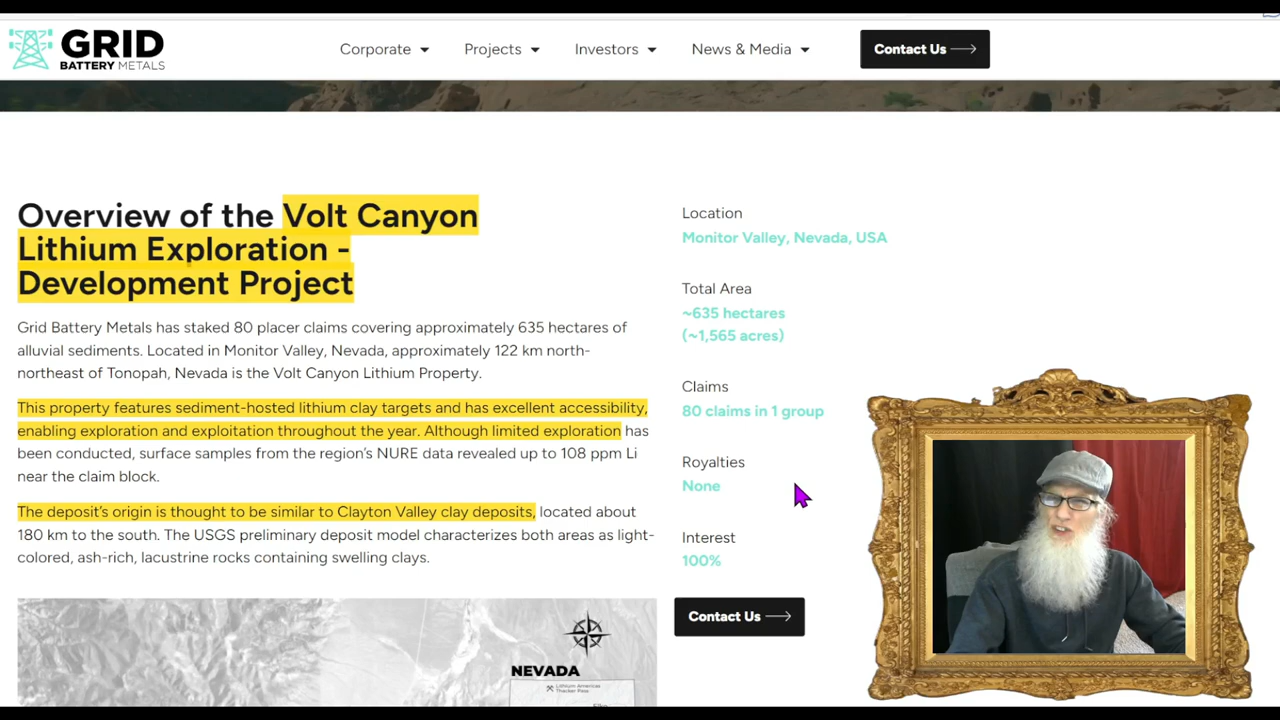 GRID
BATTERY METALS
Corporate
Projects
Investors
News & Media
Contact Us
Overview of the Volt Canyon
Lithium Exploration -
Development Project
Grid Battery Metals has staked 80 placer claims covering approximately 635 hectares of
alluvial sediments. Located in Monitor Valley, Nevada, approximately 122 km north-
northeast of Tonopah, Nevada is the Volt Canyon Lithium Property.
This property features sediment-hosted lithium clay targets and has excellent accessibility,
enabling exploration and exploitation throughout the year. Although limited exploration has
been conducted, surface samples from the region's NURE data revealed up to 108 ppm Li
near the claim block.
The deposit's origin is thought to be similar to Clayton Valley clay deposits, located about
180 km to the south. The USGS preliminary deposit model characterizes both areas as light-
colored, ash-rich, lacustrine rocks containing swelling clays.
Location
Monitor Valley, Nevada, USA
Total Area
~635 hectares
(~1,565 acres)
Claims
80 claims in 1 group
Royalties
None
Interest
100%
Contact Us
NEVADA
Lithium Americas
Thacker Pass